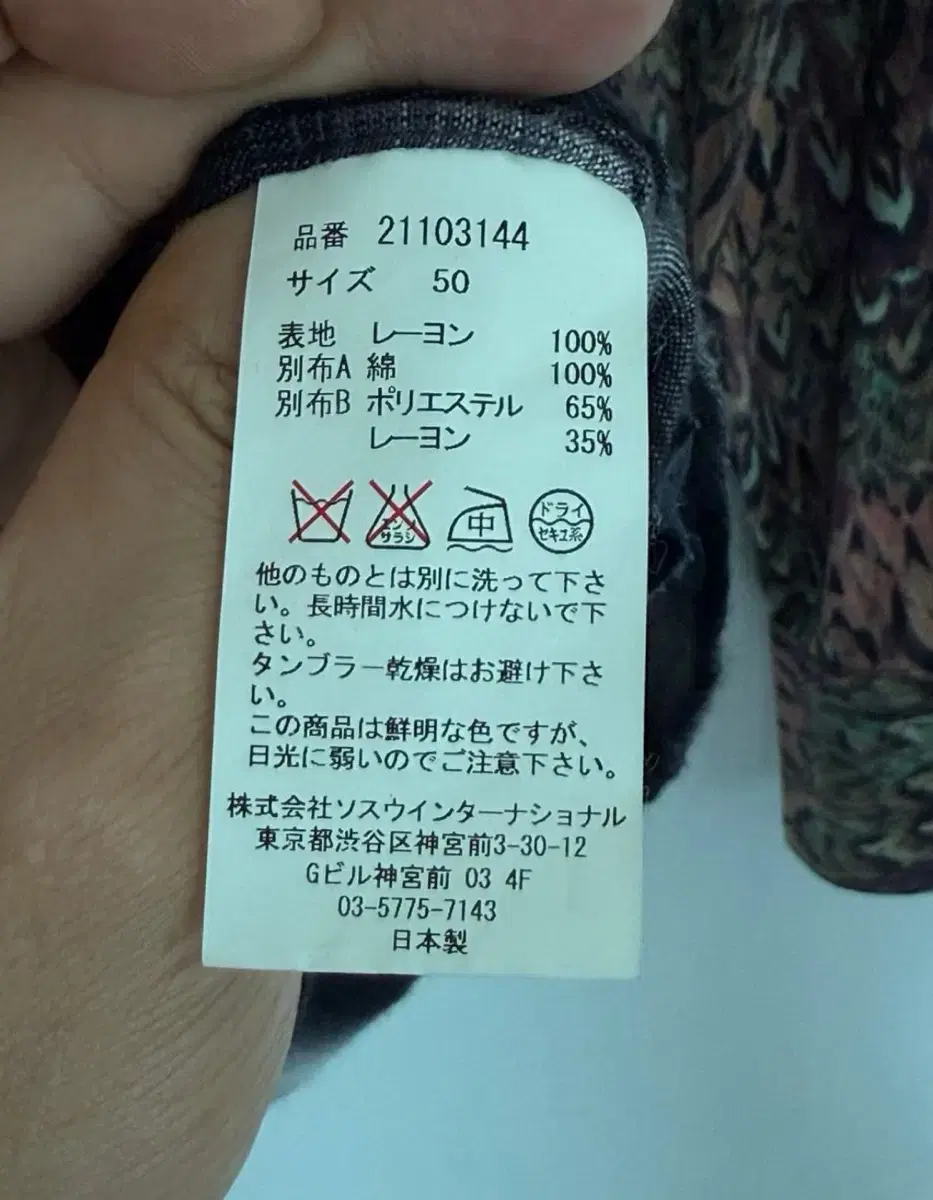 品番 21103144
サイズ 50
表地 レーヨン 100%
別布A 綿 100%
別布B ポリエステル 65%
レーヨン 35%
エンソ サラシ 中 ドライ セキユ系
他のものとは別に洗って下さ
い。長時間水につけないで下
さい。
タンブラー乾燥はお避け下さ
い。
この商品は鮮明な色ですが、
日光に弱いのでご注意下さい。
株式会社ソスウインターナショナル
東京都渋谷区神宮前3-30-12
Gビル神宮前 03 4F
03-5775-7143
日本製